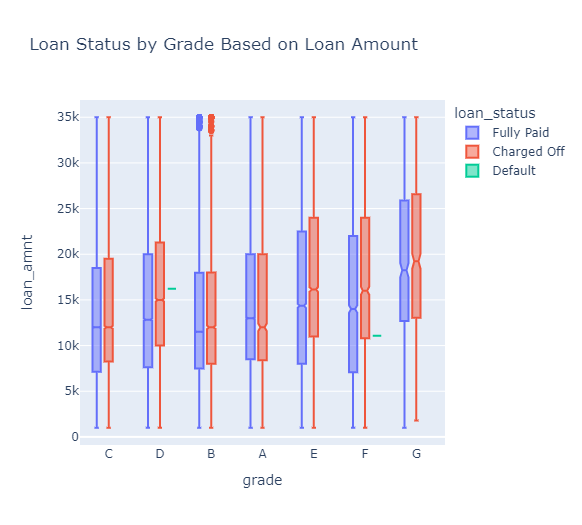 Loan Status by Grade Based on Loan Amount
loan_status
Fully Paid
Charged Off
Default
35k
30k
25k
20k
15k
10k
5k
0
loan_amnt
C D B A E F G
grade